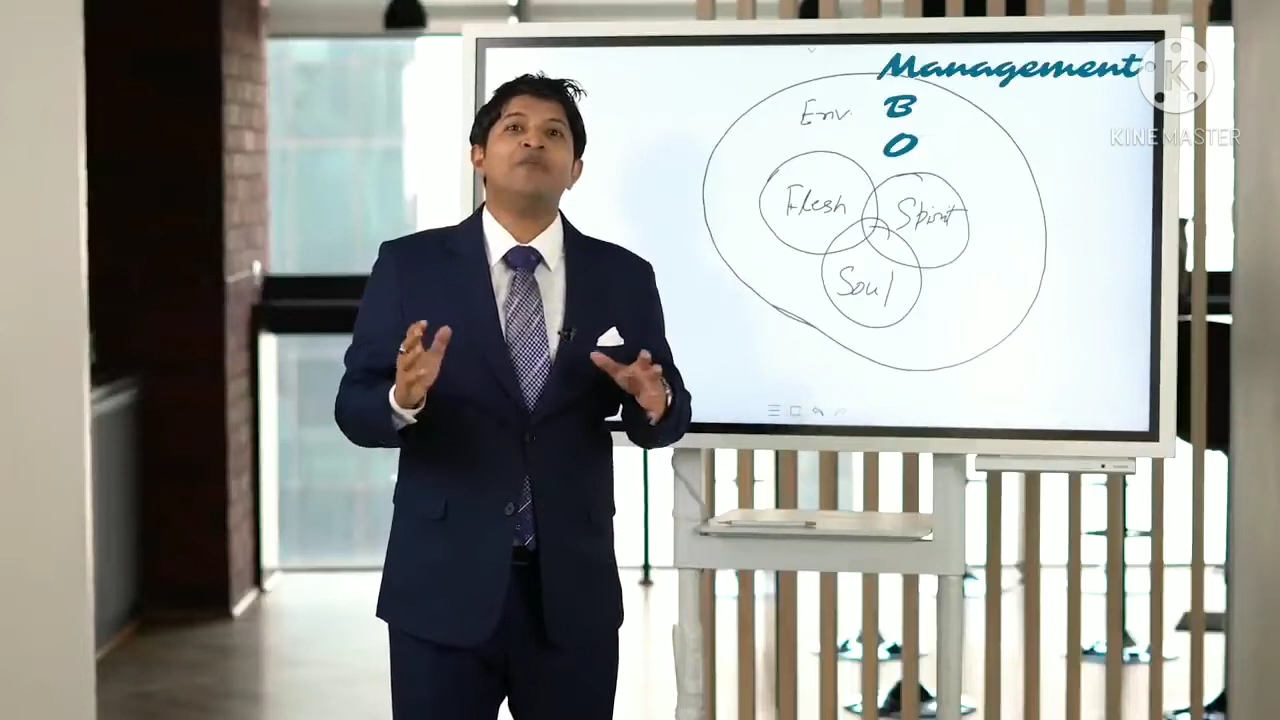 Management
B
O
Env.
Flesh
Spirit
Soul
K
KINEMASTER